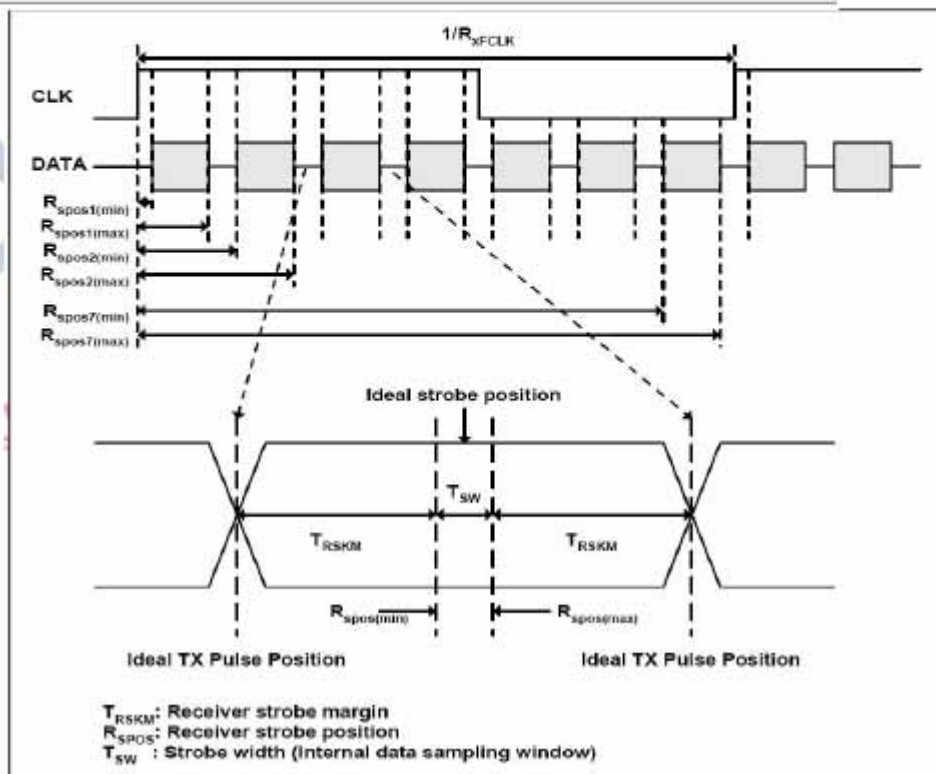 1/RxFCLK
CLK
DATA
Rspos1(min)
Rspos1(max)
Rspos2(min)
Rspos2(max)
Rspos7(min)
Rspos7(max)
Ideal strobe position
TSW
TRSKM
TRSKM
Rspos(min)
Rspos(max)
Ideal TX Pulse Position
Ideal TX Pulse Position
TRSKM: Receiver strobe margin
RSPOS: Receiver strobe position
TSW : Strobe width (Internal data sampling window)